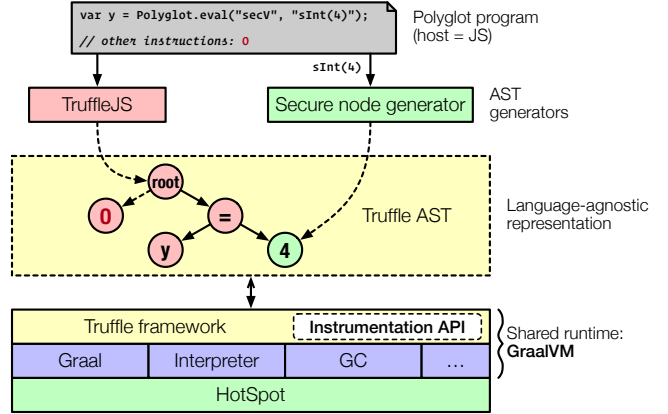 var y = Polyglot.eval("secV", "sInt(4)");
// other instructions: O
Polyglot program
(host = JS)
sInt(4)
TruffleJS
Secure node generator
AST
generators
root
O
=
Truffle AST
y
4
Language-agnostic
representation
Truffle framework
Instrumentation API
Graal
Interpreter
GC
...
HotSpot
Shared runtime:
GraalVM